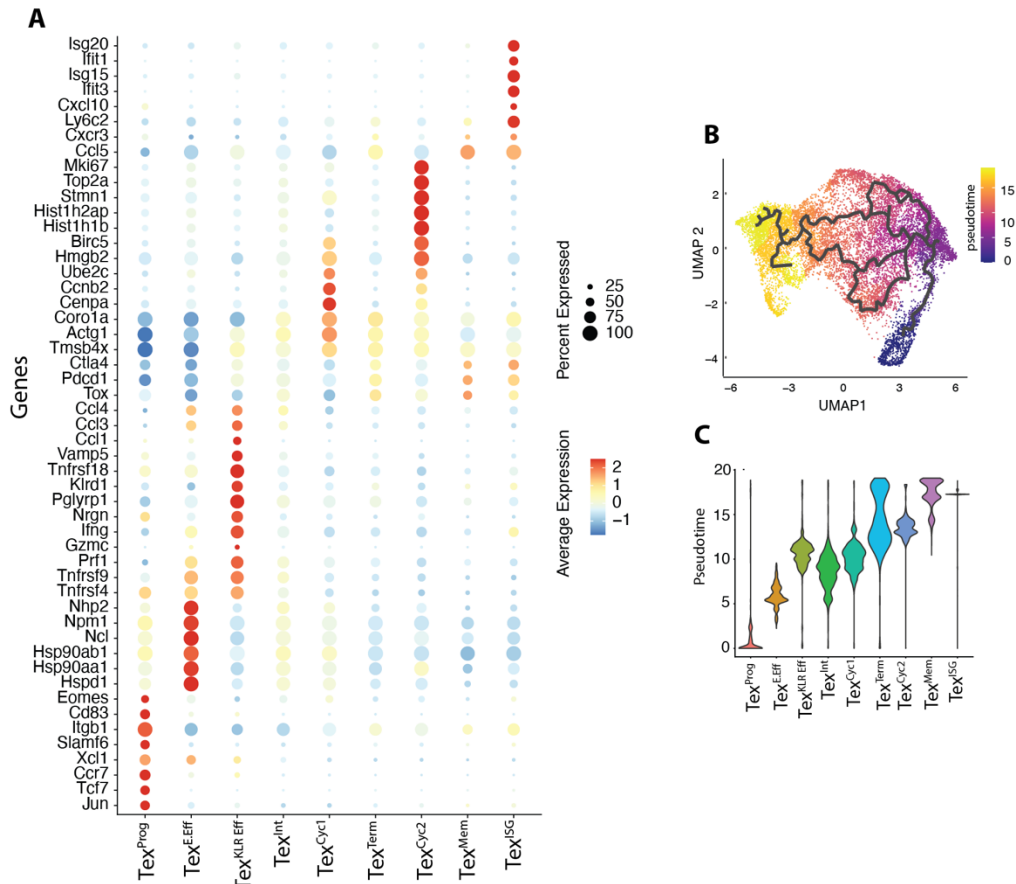 A
Genes
Isg20
Ifit1
Isg15
Ifit3
Cxcl10
Ly6c2
Cxcr3
Ccl5
Mki67
Top2a
Stmn1
Hist1h2ap
Hist1h1b
Birc5
Hmgb2
Ube2c
Ccnb2
Cenpa
Coro1a
Actg1
Tmsb4x
Ctla4
Pdcd1
Tox
Ccl4
Ccl3
Ccl1
Vamp5
Tnfrsf18
Klrd1
Pglyrp1
Nrgn
Ifng
Gzmc
Prf1
Tnfrsf9
Tnfrsf4
Nhp2
Npm1
Ncl
Hsp90ab1
Hsp90aa1
Hspd1
Eomes
Cd83
Itgb1
Slamf6
Xcl1
Ccr7
Tcf7
Jun
Tex^Prog
Tex^E.Eff
Tex^KLR Eff
Tex^Int
Tex^Cyc1
Tex^Term
Tex^Cyc2
Tex^Mem
Tex^ISG
Percent Expressed
25
50
75
100
Average Expression
2
1
0
−1
B
UMAP 2
2
0
−2
−4
−6
−3
0
3
6
UMAP1
pseudotime
15
10
5
0
C
Pseudotime
20
15
10
5
0
Tex^Prog
Tex^E.Eff
Tex^KLR Eff
Tex^Int
Tex^Cyc1
Tex^Term
Tex^Cyc2
Tex^Mem
Tex^ISG